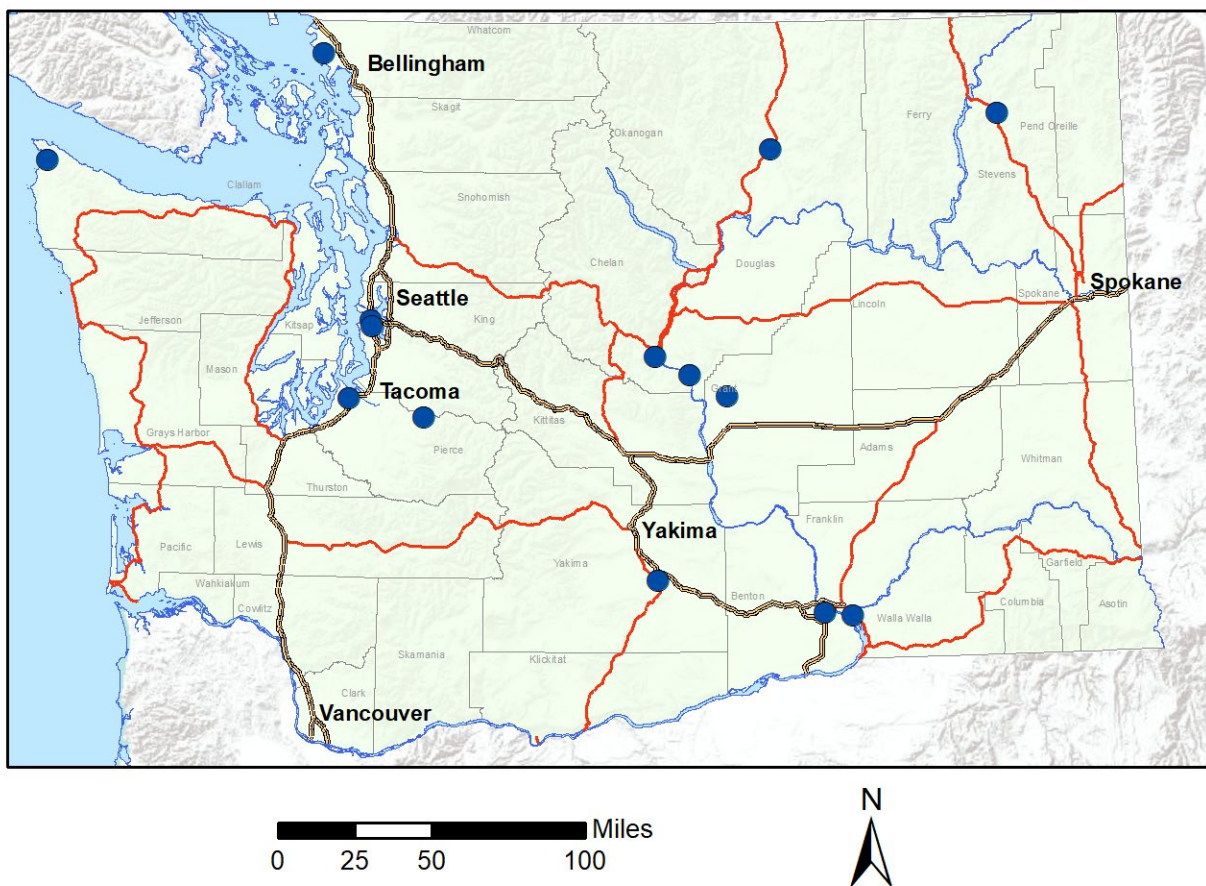 Whatcom
Bellingham
Skagit
Okanogan
Ferry
Pend Oreille
Stevens
Clallam
Snohomish
Chelan
Douglas
Seattle
Spokane
Jefferson
Kitsap
King
Lincoln
Spokane
Mason
Tacoma
Grant
Grays Harbor
Kittitas
Pierce
Adams
Whitman
Thurston
Franklin
Yakima
Pacific
Lewis
Yakima
Garfield
Wahkiakum
Benton
Columbia
Asotin
Cowlitz
Walla Walla
Skamania
Klickitat
Clark
Vancouver
N
Miles
0 25 50 100